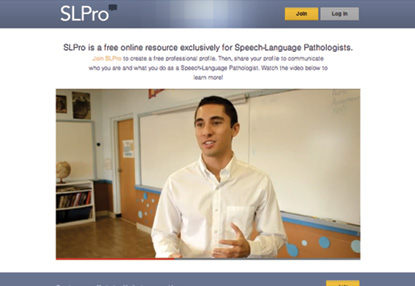 SLPro
Join
Log in
SLPro is a free online resource exclusively for Speech-Language Pathologists.
Join SLPro to create a free professional profile. Then, share your profile to communicate
who you are and what you do as a Speech-Language Pathologist. Watch the video below to
learn more!